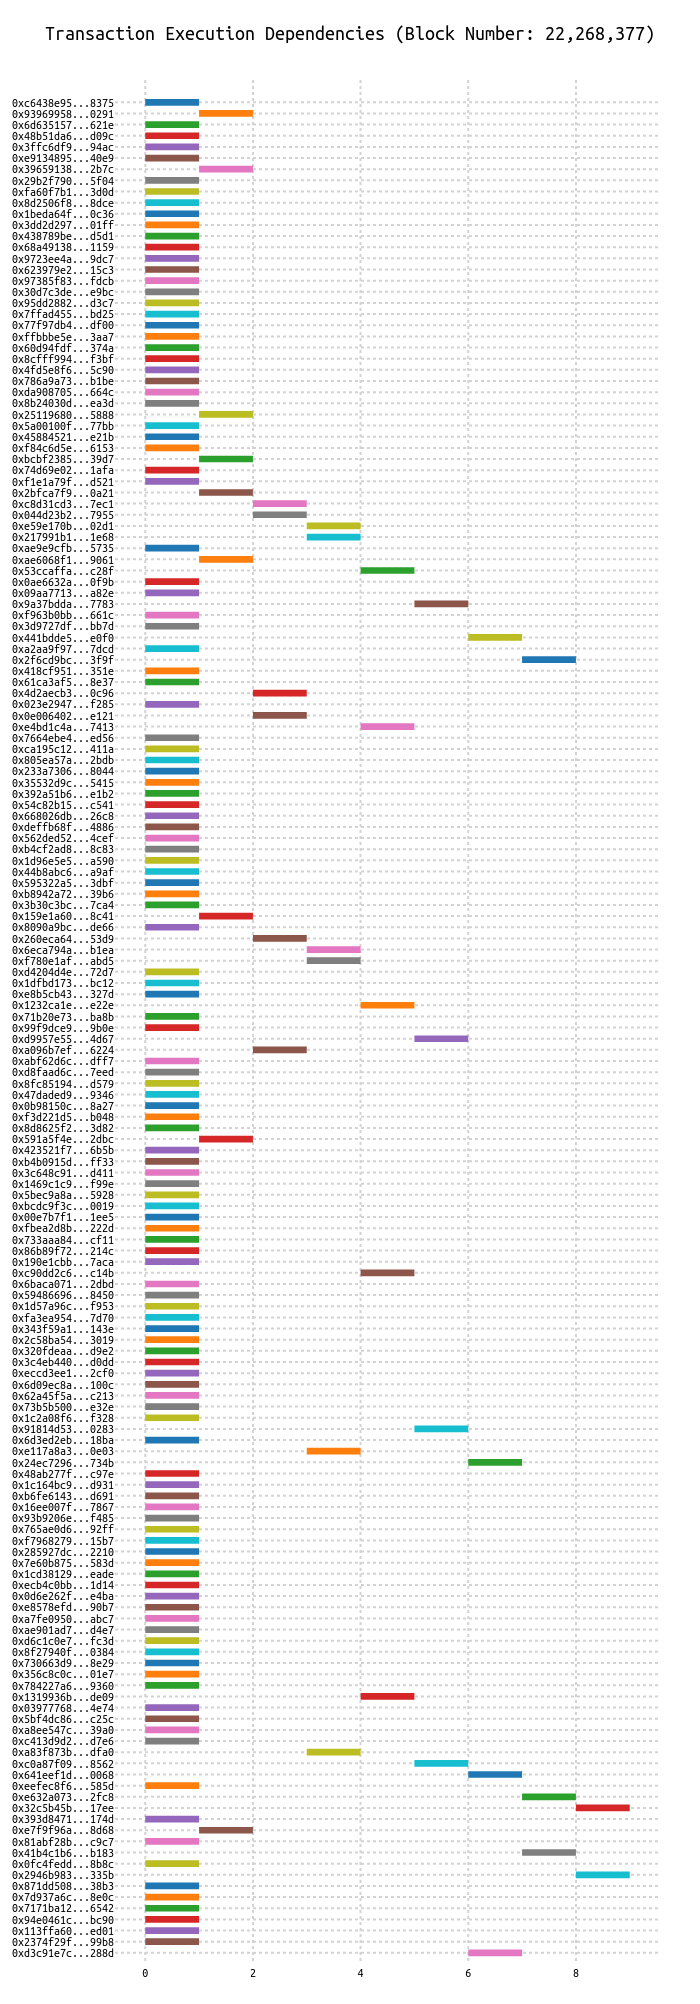 Transaction Execution Dependencies (Block Number: 22,268,377)
0xc6438e95...8375
0x93969958...0291
0x6d635157...621e
0x48b51da6...d09c
0x3ffc6df9...94ac
0xe9134895...40e9
0x39659138...2b7c
0x29b2f790...5f04
0xfa60f7b1...3d0d
0x8d2506f8...8dce
0x1beda64f...0c36
0x3dd2d297...01ff
0x438789be...d5d1
0x68a49138...1159
0x9723ee4a...9dc7
0x623979e2...15c3
0x97385f83...fdcb
0x30d7c3de...e9bc
0x95dd2882...d3c7
0x7ffad455...bd25
0x77f97db4...df00
0xffbbbe5e...3aa7
0x60d94fdf...374a
0x8cfff994...f3bf
0x4fd5e8f6...5c90
0x786a9a73...b1be
0xda908705...664c
0x8b24030d...ea3d
0x25119680...5888
0x5a00100f...77bb
0x45884521...e21b
0xf84c6d5e...6153
0xbcbf2385...39d7
0x74d69e02...1afa
0xf1e1a79f...d521
0x2bfca7f9...0a21
0xc8d31cd3...7ec1
0x044d23b2...7955
0xe59e170b...02d1
0x217991b1...1e68
0xae9e9cfb...5735
0xae6068f1...9061
0x53ccaffa...c28f
0x0ae6632a...0f9b
0x09aa7713...a82e
0x9a37bdda...7783
0xf963b0bb...661c
0x3d9727df...bb7d
0x441bdde5...e0f0
0xa2aa9f97...7dcd
0x2f6cd9bc...3f9f
0x418cf951...351e
0x61ca3af5...8e37
0x4d2aecb3...0c96
0x023e2947...f285
0x0e006402...e121
0xe4bd1c4a...7413
0x7664ebe4...ed56
0xca195c12...411a
0x805ea57a...2bdb
0x233a7306...8044
0x35532d9c...5415
0x392a51b6...e1b2
0x54c82b15...c541
0x668026db...26c8
0xdeffb68f...4886
0x562ded52...4cef
0xb4cf2ad8...8c83
0x1d96e5e5...a590
0x44b8abc6...a9af
0x595322a5...3dbf
0xb8942a72...39b6
0x3b30c3bc...7ca4
0x159e1a60...8c41
0x8090a9bc...de66
0x260eca64...53d9
0x6eca794a...b1ea
0xf780e1af...abd5
0xd4204d4e...72d7
0x1dfbd173...bc12
0xe8b5cb43...327d
0x1232ca1e...e22e
0x71b20e73...ba8b
0x99f9dce9...9b0e
0xd9957e55...4d67
0xa096b7ef...6224
0xabf62d6c...dff7
0xd8faad6c...7eed
0x8fc85194...d579
0x47daded9...9346
0x0b98150c...8a27
0xf3d221d5...b048
0x8d8625f2...3d82
0x591a5f4e...2dbc
0x423521f7...6b5b
0xb4b0915d...ff33
0x3c648c91...d411
0x1469c1c9...f99e
0x5bec9a8a...5928
0xbcdc9f3c...0019
0x00e7b7f1...1ee5
0xfbea2d8b...222d
0x733aaa84...cf11
0x86b89f72...214c
0x190e1cbb...7aca
0xc90dd2c6...c14b
0x6baca071...2dbd
0x59486696...8450
0x1d57a96c...f953
0xfa3ea954...7d70
0x343f59a1...143e
0x2c58ba54...3019
0x320fdeaa...d9e2
0x3c4eb440...d0dd
0xeccd3ee1...2cf0
0x6d09ec8a...100c
0x62a45f5a...c213
0x73b5b500...e32e
0x1c2a08f6...f328
0x91814d53...0283
0x6d3ed2eb...18ba
0xe117a8a3...0e03
0x24ec7296...734b
0x48ab277f...c97e
0x1c164bc9...d931
0xb6fe6143...d691
0x16ee007f...7867
0x93b9206e...f485
0x765ae0d6...92ff
0xf7968279...15b7
0x285927dc...2210
0x7e60b875...583d
0x1cd38129...eade
0xecb4c0bb...1d14
0x0d6e262f...e4ba
0xe8578efd...90b7
0xa7fe0950...abc7
0xae901ad7...d4e7
0xd6c1c0e7...fc3d
0x8f27940f...0384
0x730663d9...8e29
0x356c8c0c...01e7
0x784227a6...9360
0x1319936b...de09
0x03977768...4e74
0x5bf4dc86...c25c
0xa8ee547c...39a0
0xc413d9d2...d7e6
0xa83f873b...dfa0
0xc0a87f09...8562
0x641eef1d...0068
0xeefec8f6...585d
0xe632a073...2fc8
0x32c5b45b...17ee
0x393d8471...174d
0xe7f9f96a...8d68
0x81abf28b...c9c7
0x41b4c1b6...b183
0x0fc4fedd...8b8c
0x2946b983...335b
0x871dd508...38b3
0x7d937a6c...8e0c
0x7171ba12...6542
0x94e0461c...bc90
0x113ffa60...ed01
0x2374f29f...99b8
0xd3c91e7c...288d
0 2 4 6 8